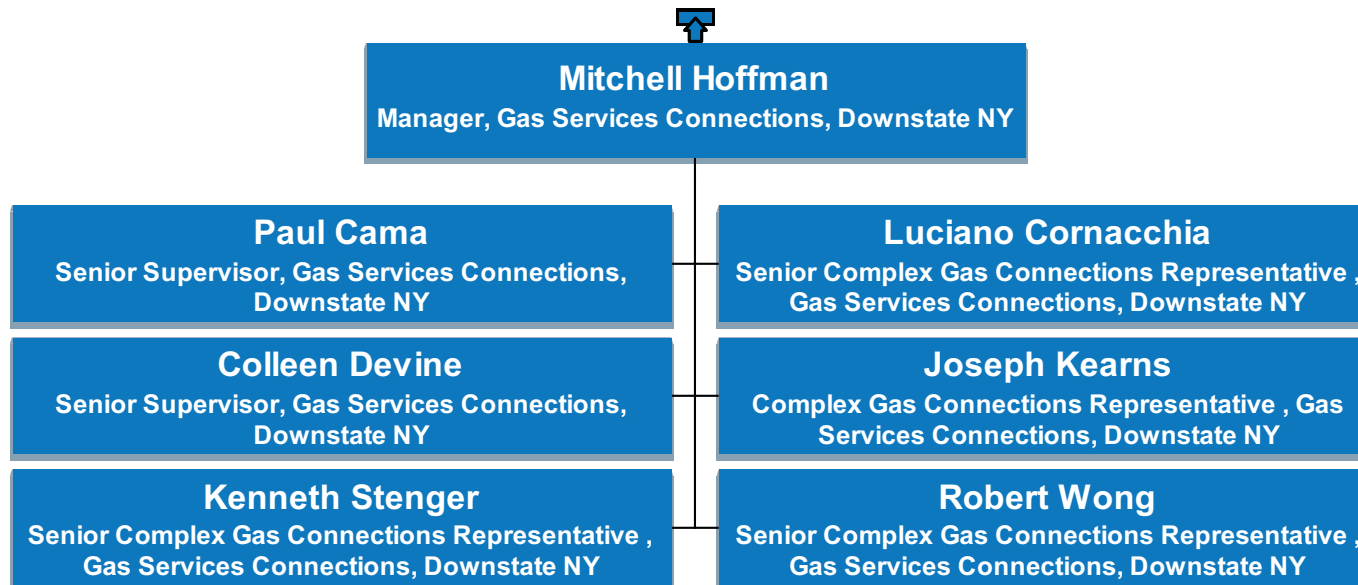 Mitchell Hoffman
Manager, Gas Services Connections, Downstate NY
Paul Cama
Senior Supervisor, Gas Services Connections,
Downstate NY
Luciano Cornacchia
Senior Complex Gas Connections Representative ,
Gas Services Connections, Downstate NY
Colleen Devine
Senior Supervisor, Gas Services Connections,
Downstate NY
Joseph Kearns
Complex Gas Connections Representative , Gas
Services Connections, Downstate NY
Kenneth Stenger
Senior Complex Gas Connections Representative ,
Gas Services Connections, Downstate NY
Robert Wong
Senior Complex Gas Connections Representative ,
Gas Services Connections, Downstate NY